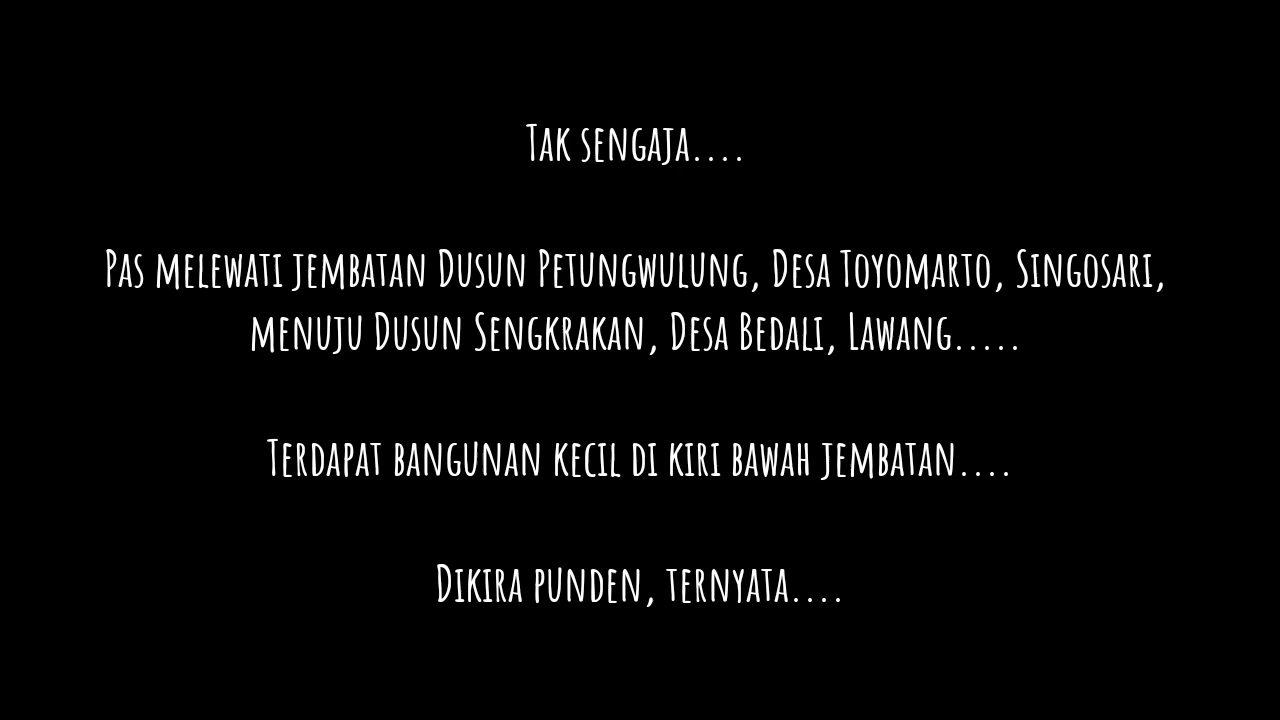 Tak sengaja....
Pas melewati jembatan Dusun Petungwulung, Desa Toyomarto, Singosari,
menuju Dusun Sengkrakan, Desa Bedali, Lawang.....
Terdapat bangunan kecil di kiri bawah jembatan....
Dikira punden, ternyata....